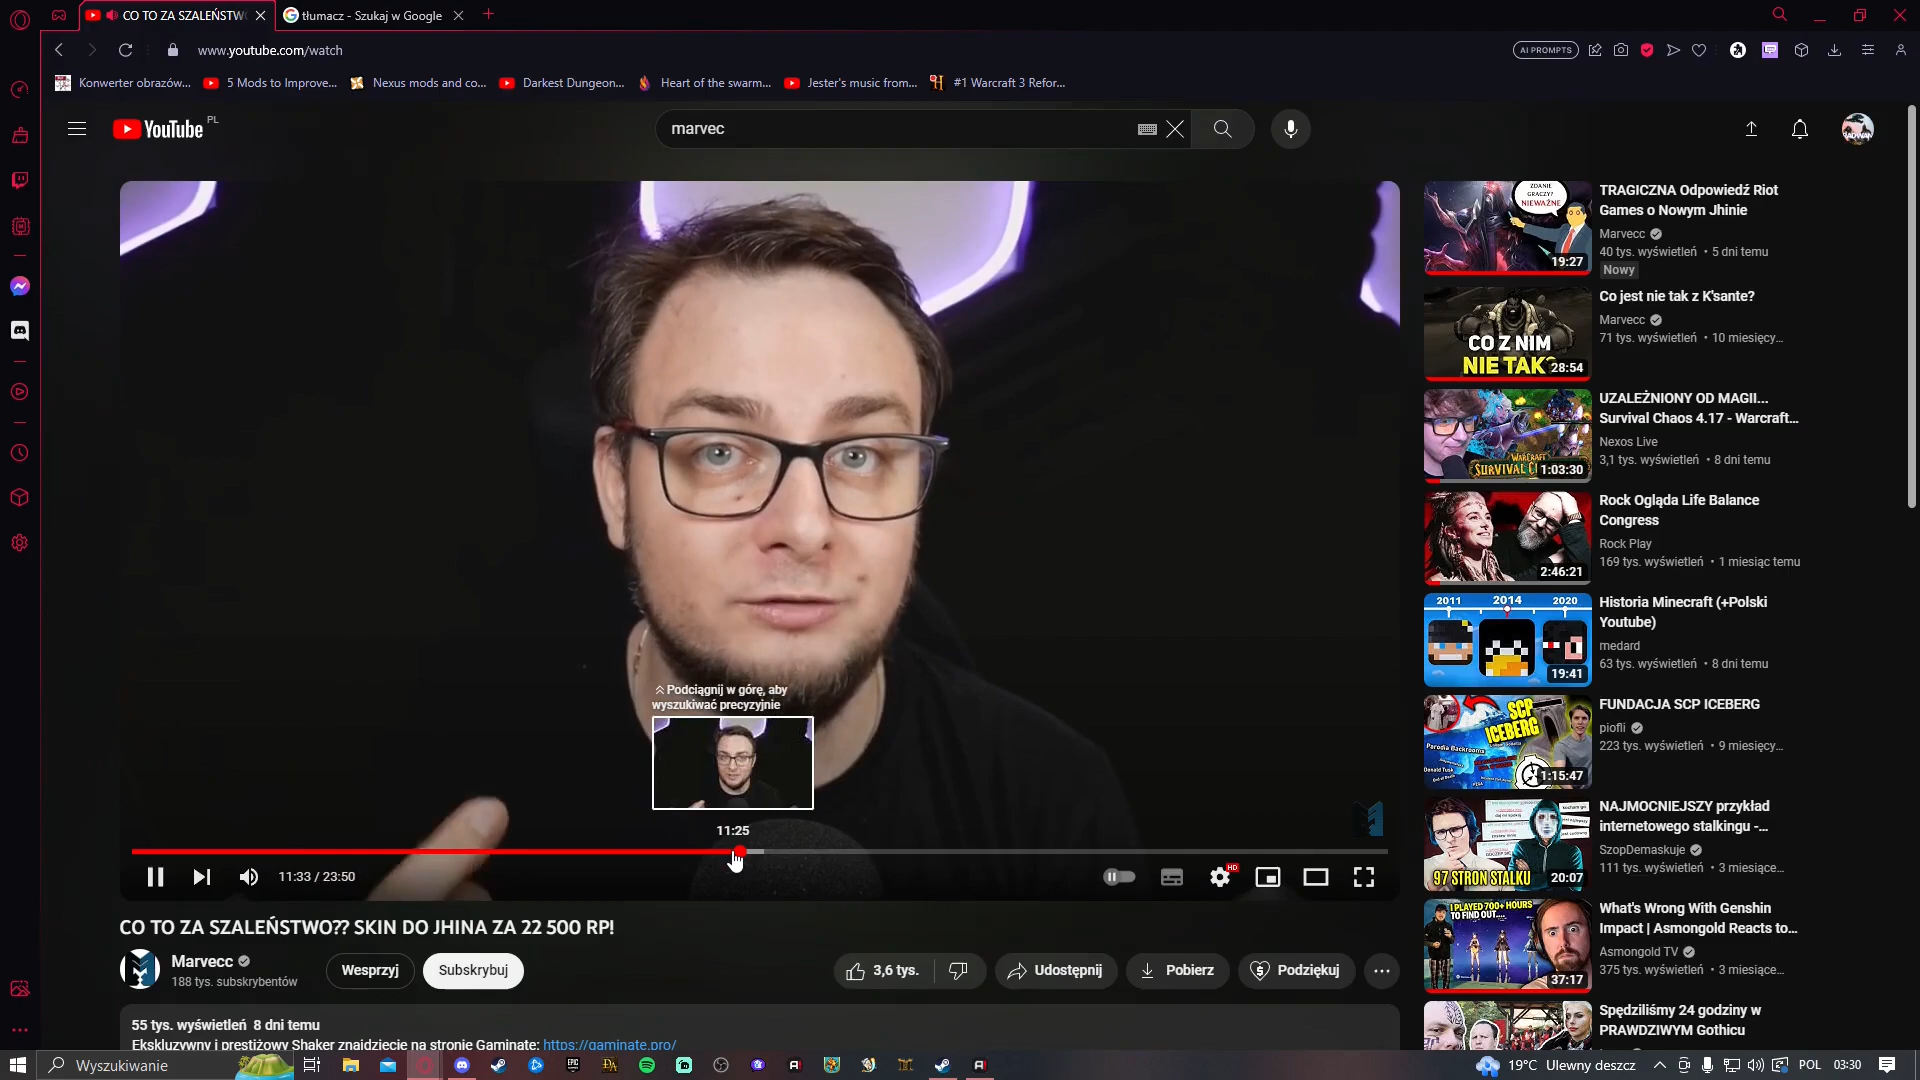 CO TO ZA SZALEŃSTW
tłumacz - Szukaj w Google
www.youtube.com/watch
AI PROMPTS
Konwerter obrazów...
5 Mods to Improve...
Nexus mods and co...
Darkest Dungeon...
Heart of the swarm...
Jester's music from...
#1 Warcraft 3 Refor...
YouTube PL
marvec
Podciągnij w górę, aby
wyszukiwać precyzyjnie
11:25
11:33 / 23:50
HD
CO TO ZA SZALEŃSTWO?? SKIN DO JHINA ZA 22 500 RP!
Marvecc
188 tys. subskrybentów
Wesprzyj
Subskrybuj
3,6 tys.
Udostępnij
Pobierz
Podziękuj
55 tys. wyświetleń 8 dni temu
Ekskluzywny i prestiżowy Shaker znajdziecie na stronie Gaminate: https://gaminate.pro/
ZDANIE
GRACZY?
NIEWAŻNE
19:27
TRAGICZNA Odpowiedź Riot
Games o Nowym Jhinie
Marvecc
40 tys. wyświetleń • 5 dni temu
Nowy
CO Z NIM
NIE TAK?
28:54
Co jest nie tak z K'sante?
Marvecc
71 tys. wyświetleń • 10 miesięcy...
WARCRAFT
SURVIVAL C
1:03:30
UZALEŻNIONY OD MAGII...
Survival Chaos 4.17 - Warcraft...
Nexos Live
3,1 tys. wyświetleń • 8 dni temu
2:46:21
Rock Ogląda Life Balance
Congress
Rock Play
169 tys. wyświetleń • 1 miesiąc temu
2011 2014 2020
19:41
Historia Minecraft (+Polski
Youtube)
medard
63 tys. wyświetleń • 8 dni temu
SCP
ICEBERG
Parodia Backrooms
Donald Tusk
1:15:47
FUNDACJA SCP ICEBERG
piofli
223 tys. wyświetleń • 9 miesięcy...
97 STRON STALKU
20:07
NAJMOCNIEJSZY przykład
internetowego stalkingu -...
SzopDemaskuje
111 tys. wyświetleń • 3 miesiące...
I PLAYED 700+ HOURS
TO FIND OUT....
37:17
What's Wrong With Genshin
Impact | Asmongold Reacts to...
Asmongold TV
375 tys. wyświetleń • 3 miesiące...
Spędziliśmy 24 godziny w
PRAWDZIWYM Gothicu
Wyszukiwanie
19°C Ulewny deszcz
POL
03:30